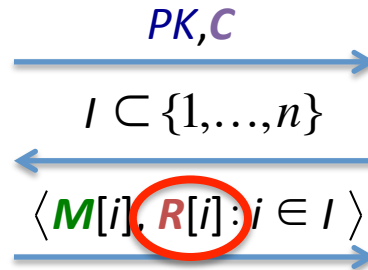 PK,C
I ⊂ {1,…,n}
⟨M[i], R[i]: i ∈ I⟩